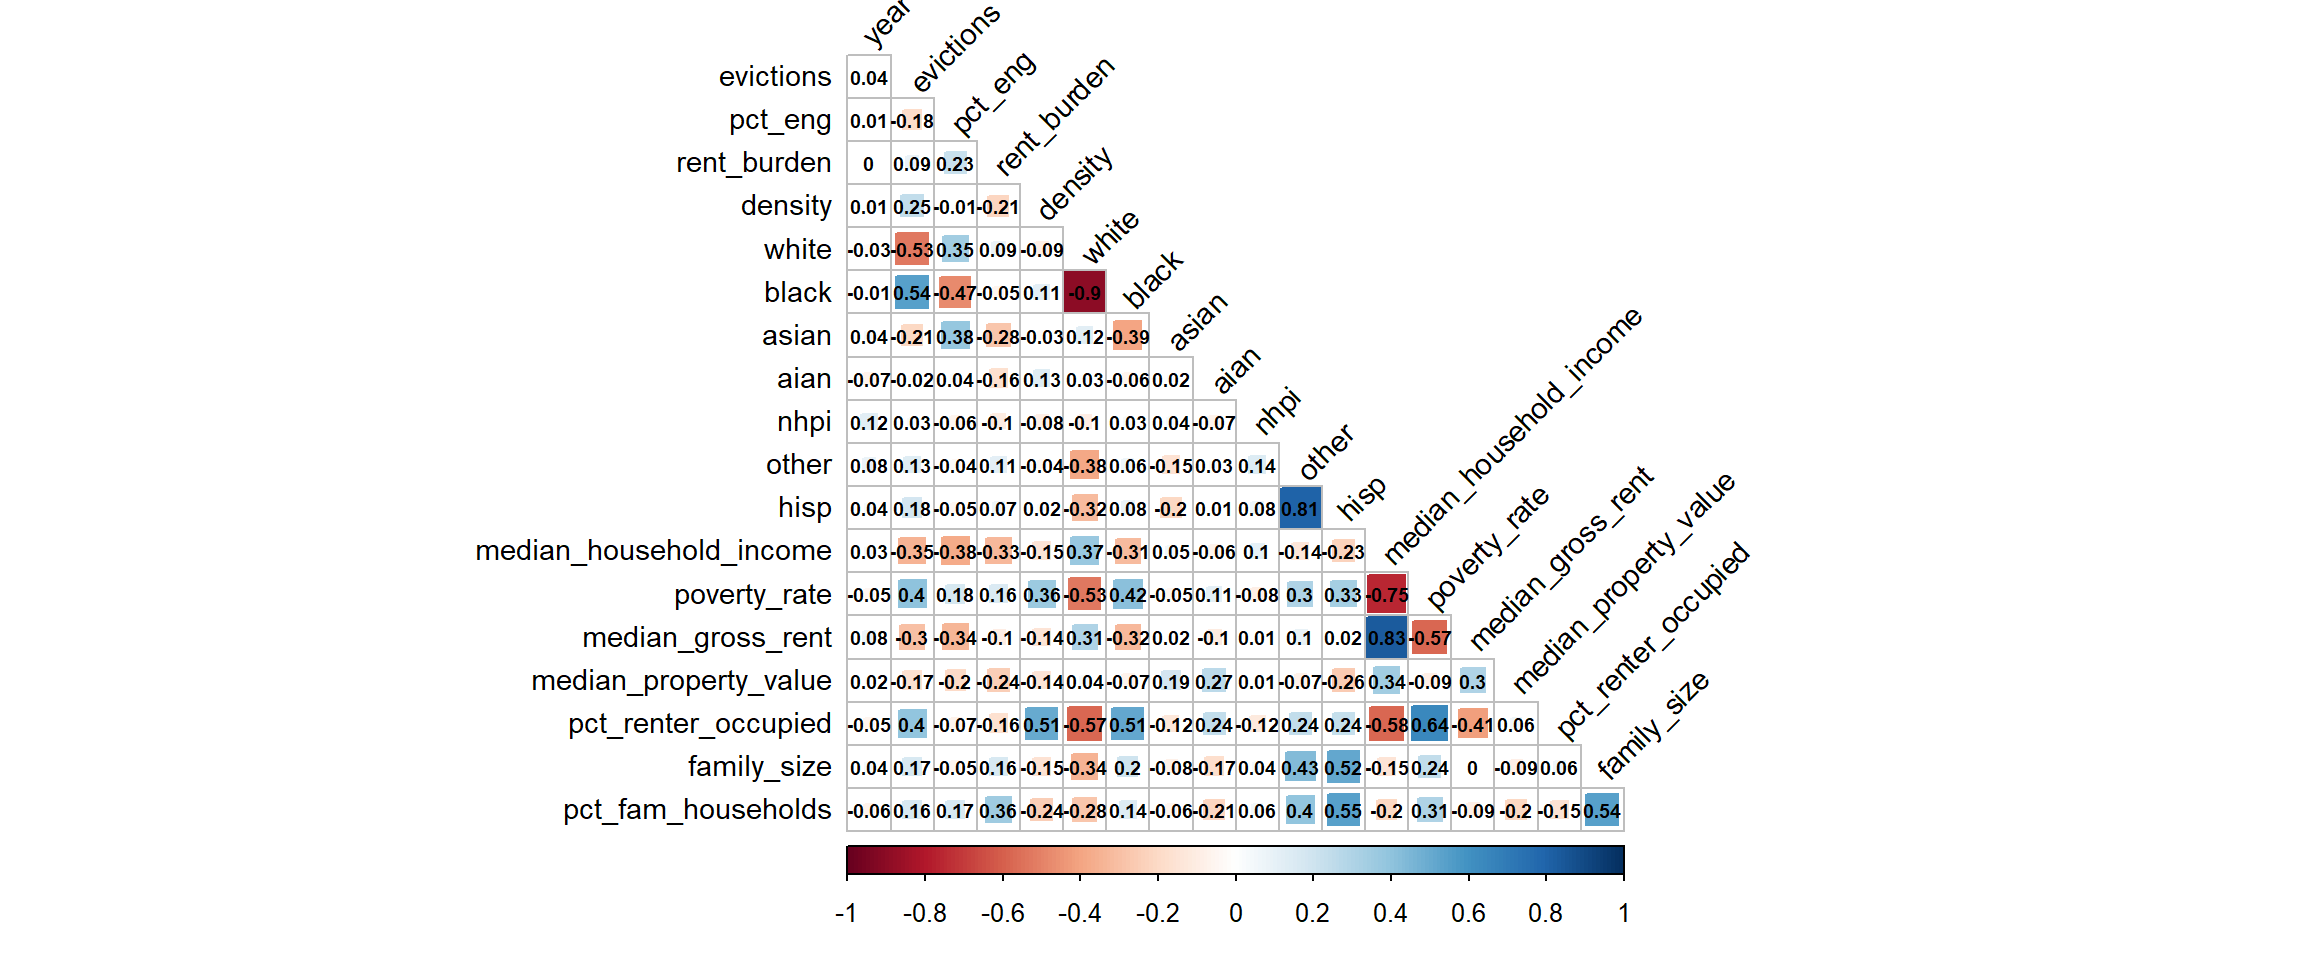 year
evictions 0.04 evictions
pct_eng 0.01 -0.18 pct_eng
rent_burden 0 0.09 0.23 rent_burden
density 0.01 0.25 -0.01 -0.21 density
white -0.03 -0.53 0.35 0.09 -0.09 white
black -0.01 0.54 -0.47 -0.05 0.11 -0.9 black
asian 0.04 -0.21 0.38 -0.28 -0.03 0.12 -0.39 asian
aian -0.07 -0.02 0.04 -0.16 0.13 0.03 -0.06 0.02 aian
nhpi 0.12 0.03 -0.06 -0.1 -0.08 -0.1 0.03 0.04 -0.07 nhpi
other 0.08 0.13 -0.04 0.11 -0.04 -0.38 0.06 -0.15 0.03 0.14 other
hisp 0.04 0.18 -0.05 0.07 0.02 -0.32 0.08 -0.2 0.01 0.08 0.81 hisp
median_household_income 0.03 -0.35 -0.38 -0.33 -0.15 0.37 -0.31 0.05 -0.06 0.1 -0.14 -0.23 median_household_income
poverty_rate -0.05 0.4 0.18 0.16 0.36 -0.53 0.42 -0.05 0.11 -0.08 0.3 0.33 -0.75 poverty_rate
median_gross_rent 0.08 -0.3 -0.34 -0.1 -0.14 0.31 -0.32 0.02 -0.1 0.01 0.1 0.02 0.83 -0.57 median_gross_rent
median_property_value 0.02 -0.17 -0.2 -0.24 -0.14 0.04 -0.07 0.19 0.27 0.01 -0.07 -0.26 0.34 -0.09 0.3 median_property_value
pct_renter_occupied -0.05 0.4 -0.07 -0.16 0.51 -0.57 0.51 -0.12 0.24 -0.12 0.24 0.24 -0.58 0.64 -0.41 0.06 pct_renter_occupied
family_size 0.04 0.17 -0.05 0.16 -0.15 -0.34 0.2 -0.08 -0.17 0.04 0.43 0.52 -0.15 0.24 0 -0.09 0.06 family_size
pct_fam_households -0.06 0.16 0.17 0.36 -0.24 -0.28 0.14 -0.06 -0.21 0.06 0.4 0.55 -0.2 0.31 -0.09 -0.2 -0.15 0.54
-1 -0.8 -0.6 -0.4 -0.2 0 0.2 0.4 0.6 0.8 1